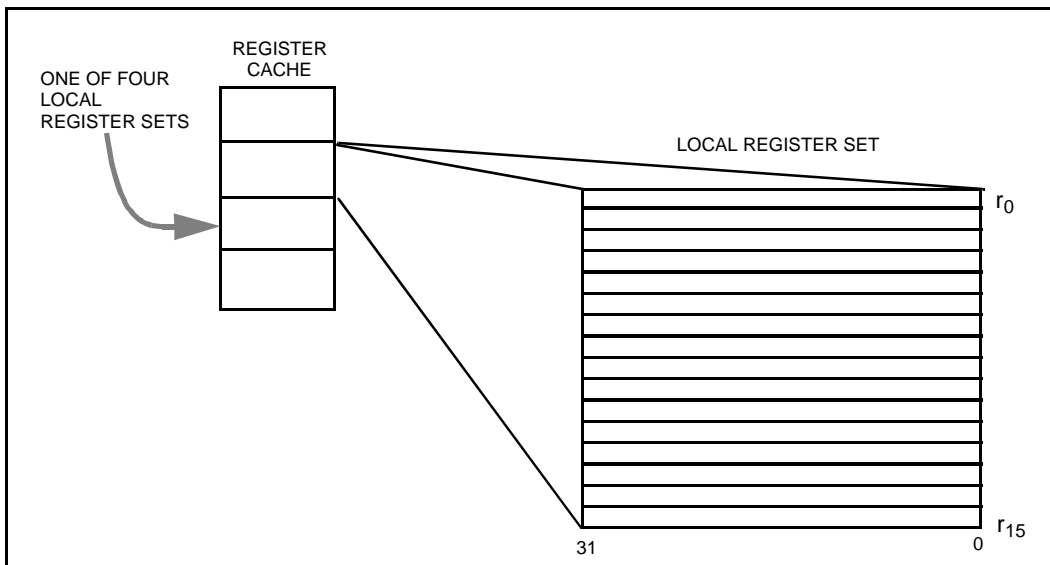 REGISTER
CACHE
ONE OF FOUR
LOCAL
REGISTER SETS
LOCAL REGISTER SET
r0
r15
31
0